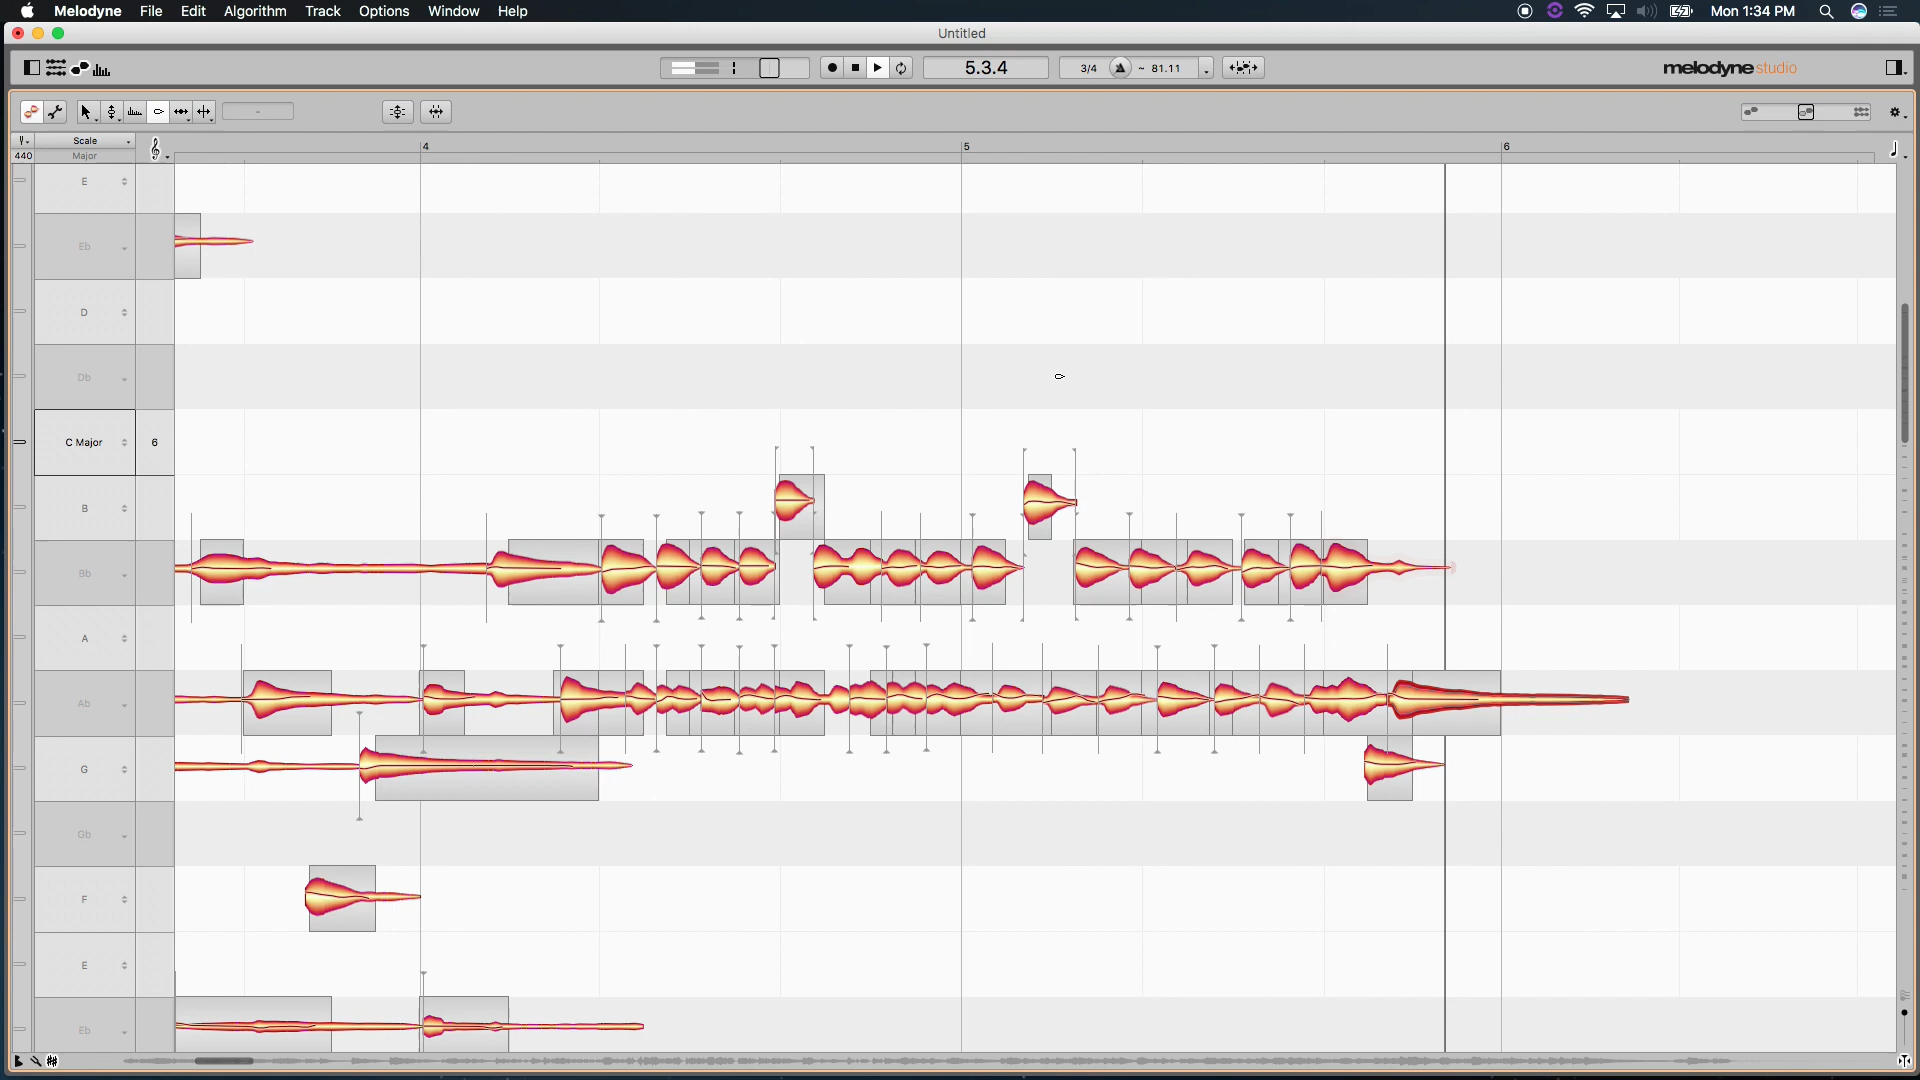 Melodyne File Edit Algorithm Track Options Window Help Mon 1:34 PM
Untitled
5.3.4 3/4 ~ 81.11 melodyne studio
-
Scale
440 Major
4 5 6
E
Eb
D
Db
C Major 6
B
Bb
A
Ab
G
Gb
F
E
Eb